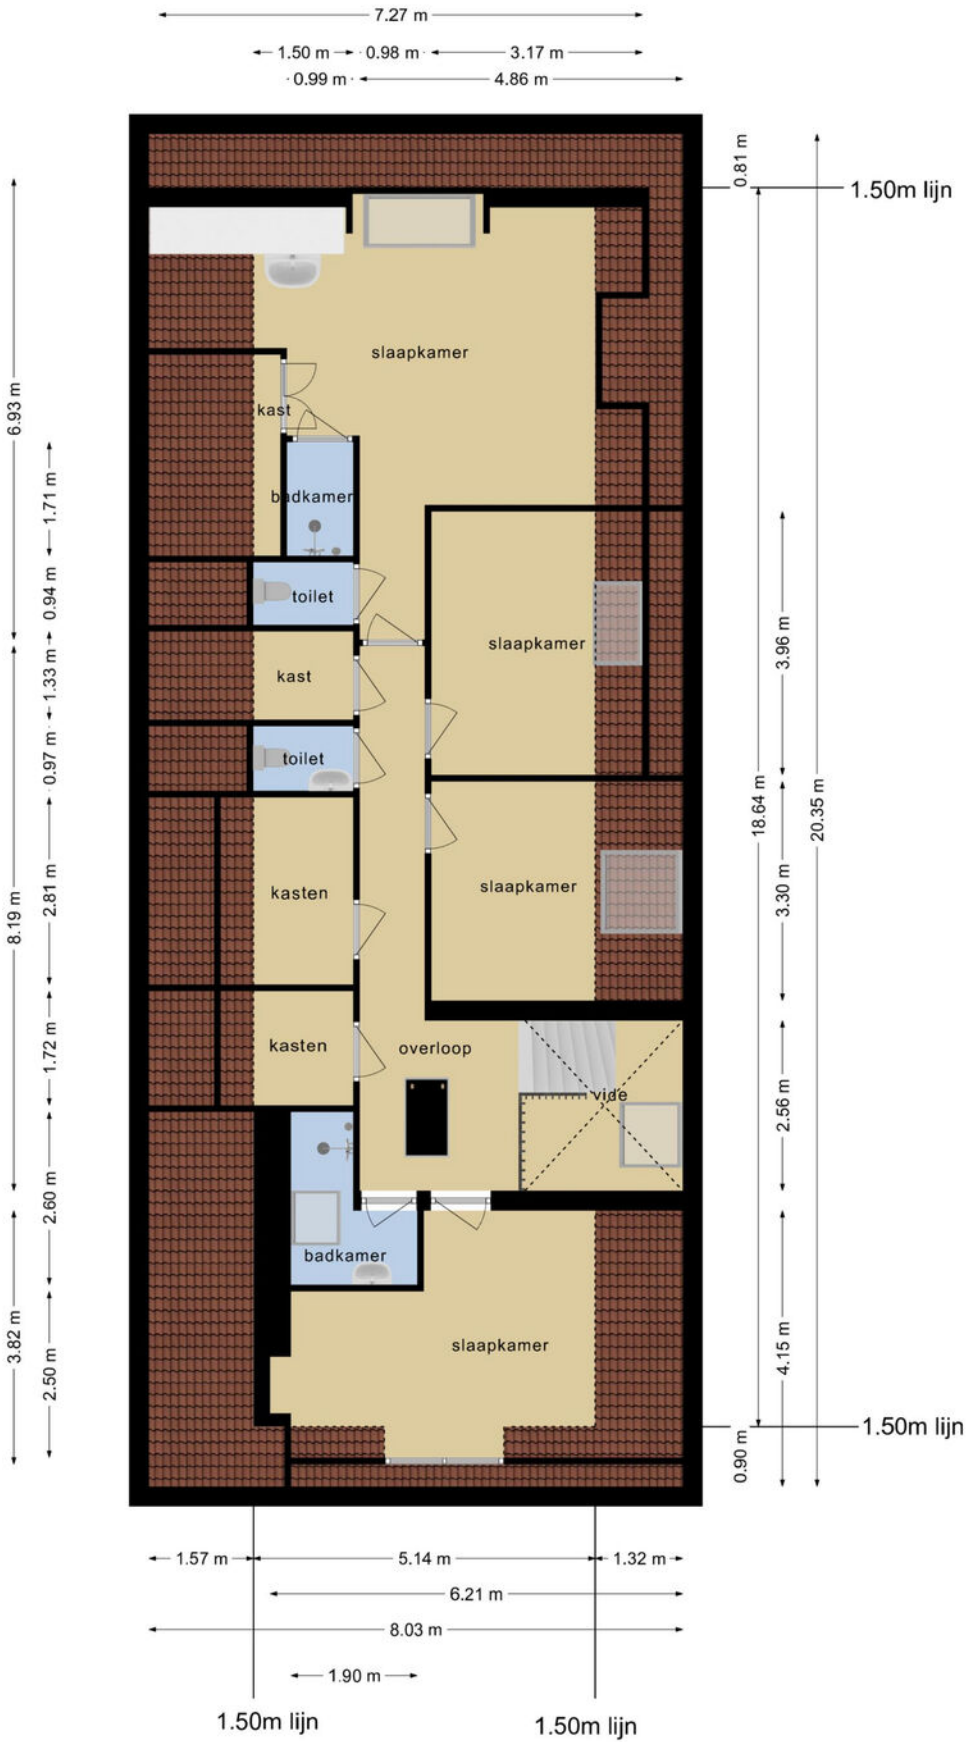 7.27 m
1.50 m
0.98 m
3.17 m
0.99 m
4.86 m
0.81 m
1.50m lijn
slaapkamer
6.93 m
kast
1.71 m
badkamer
0.94 m
toilet
3.96 m
slaapkamer
1.33 m
kast
0.97 m
toilet
18.64 m
20.35 m
8.19 m
2.81 m
kasten
slaapkamer
3.30 m
1.72 m
kasten
overloop
vide
2.56 m
2.60 m
badkamer
3.82 m
2.50 m
slaapkamer
4.15 m
1.50m lijn
0.90 m
1.57 m
5.14 m
1.32 m
6.21 m
8.03 m
1.90 m
1.50m lijn
1.50m lijn